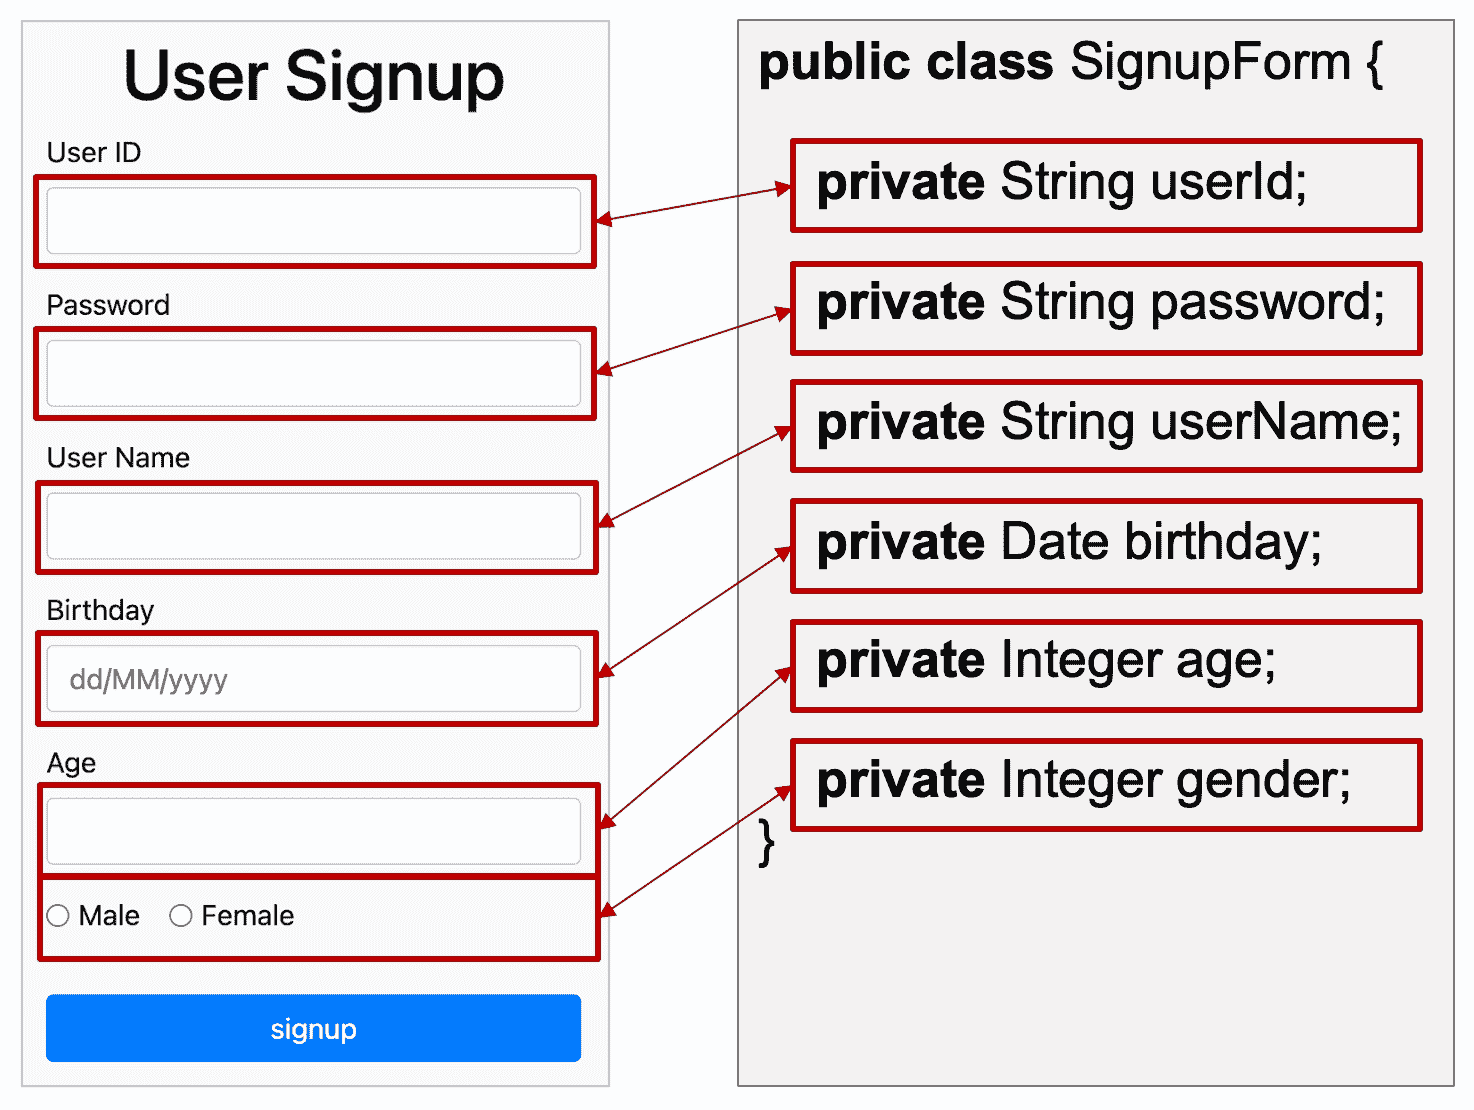 User Signup
User ID
Password
User Name
Birthday
dd/MM/yyyy
Age
Male Female
signup
public class SignupForm {
private String userId;
private String password;
private String userName;
private Date birthday;
private Integer age;
private Integer gender;
}